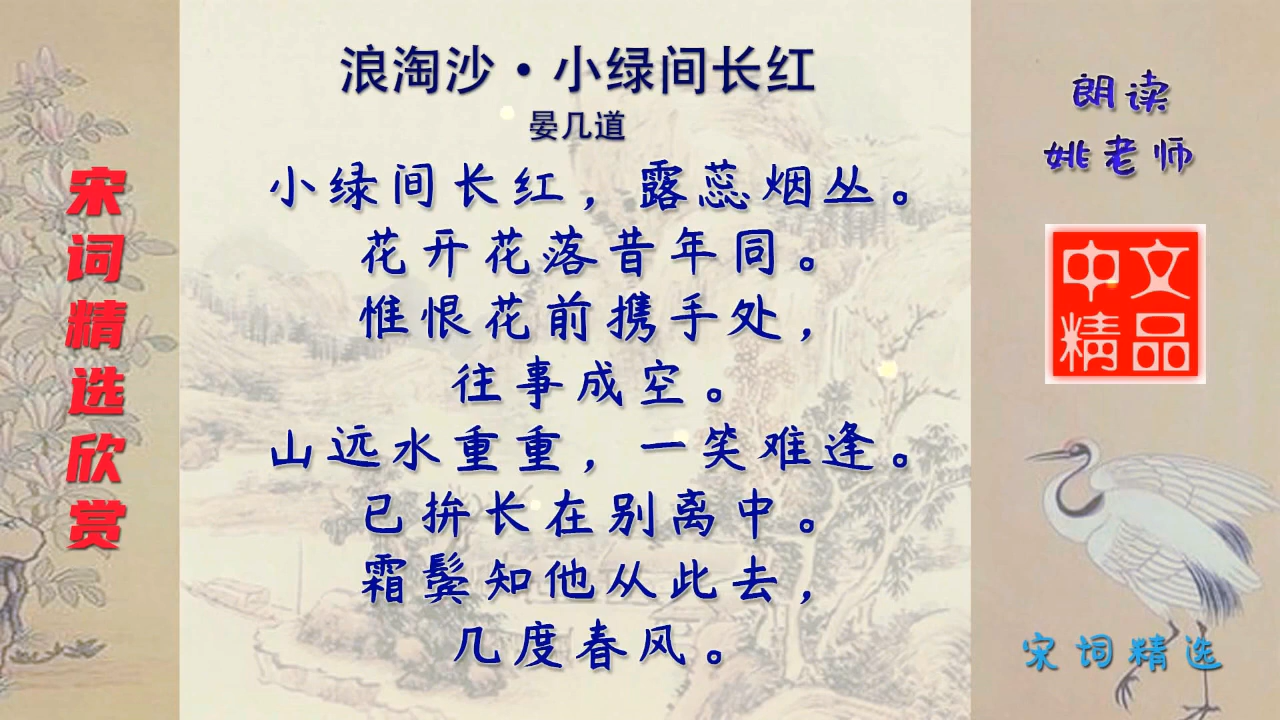 浪淘沙·小绿间长红
晏几道
小绿间长红，露蕊烟丛。
花开花落昔年同。
惟恨花前携手处，
往事成空。
山远水重重，一笑难逢。
已拚长在别离中。
霜鬓知他从此去，
几度春风。
宋词精选欣赏
朗读
姚老师
中文
精品
宋词精选